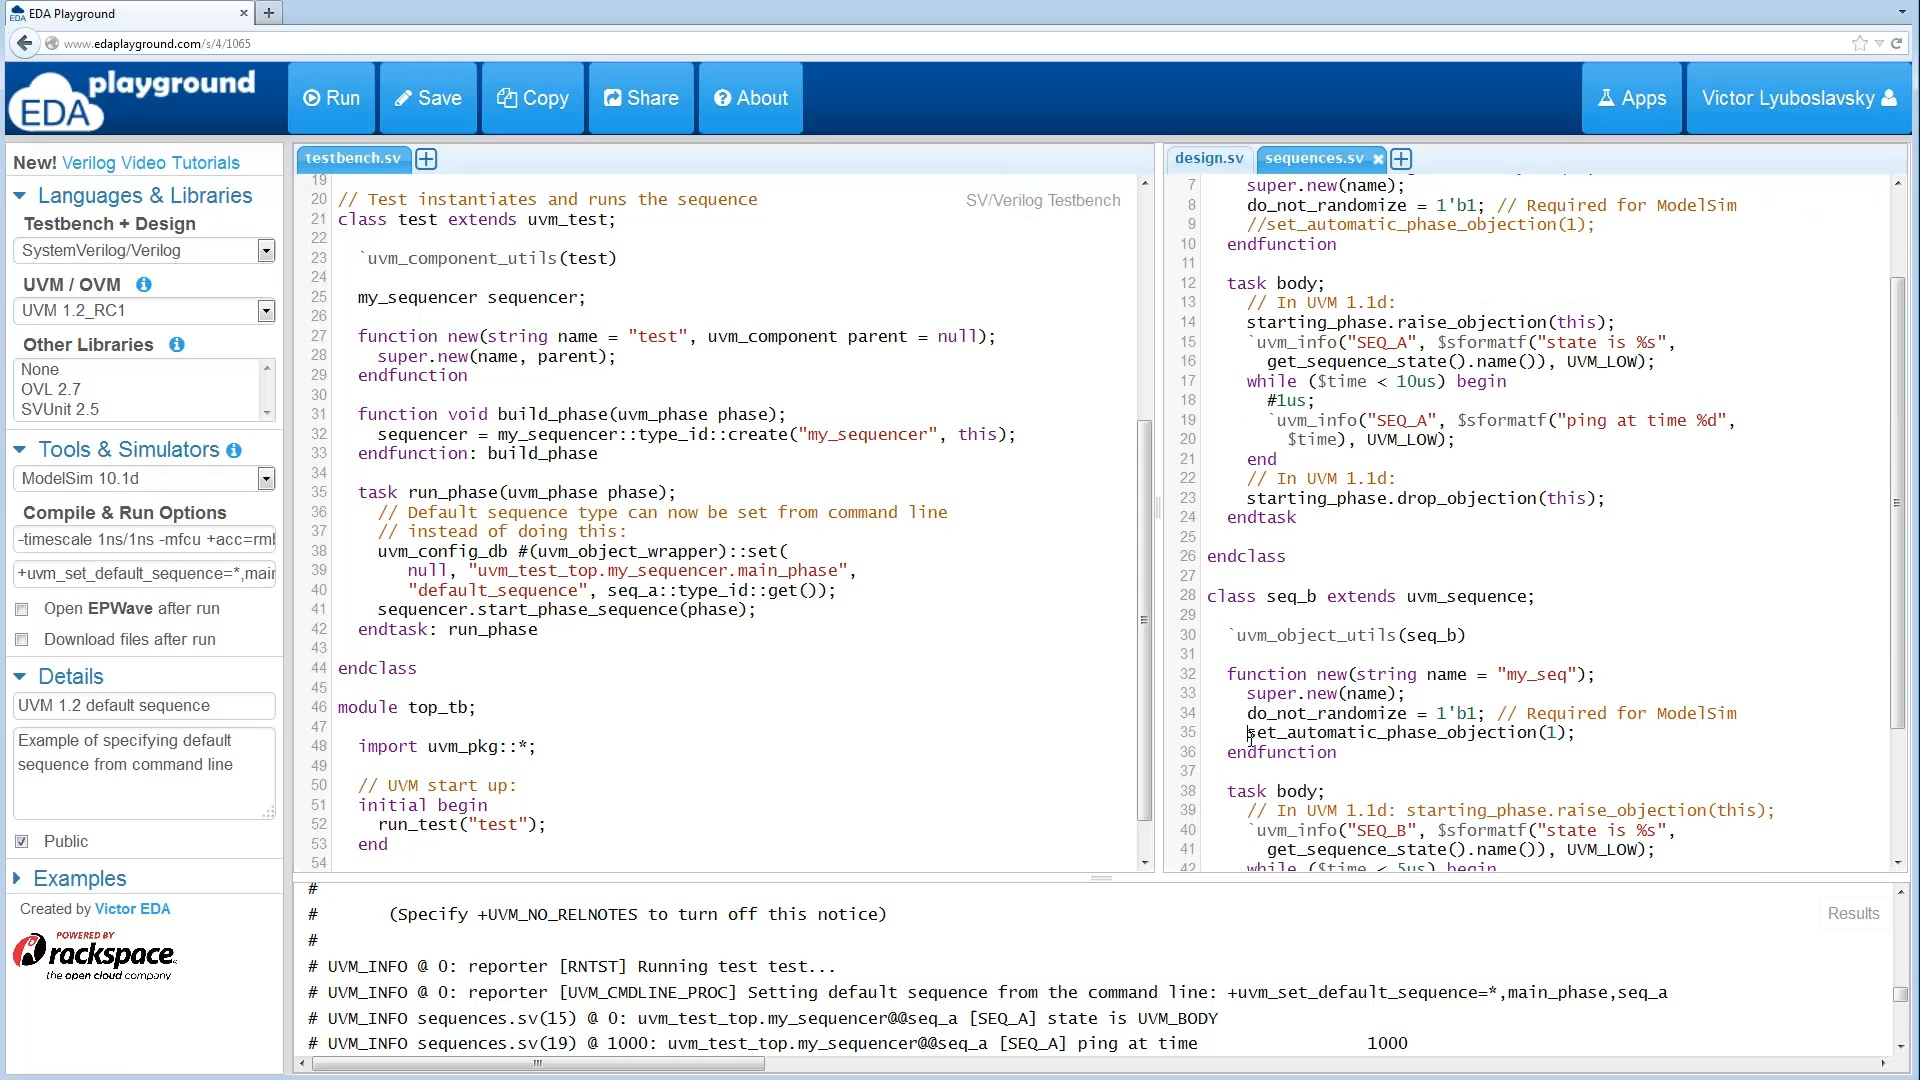 EDA Playground
www.edaplayground.com/s/4/1065
EDA playground
Run
Save
Copy
Share
About
Apps
Victor Lyuboslavsky
New! Verilog Video Tutorials
Languages & Libraries
Testbench + Design
SystemVerilog/Verilog
UVM / OVM
UVM 1.2_RC1
Other Libraries
None
OVL 2.7
SVUnit 2.5
Tools & Simulators
ModelSim 10.1d
Compile & Run Options
-timescale 1ns/1ns -mfcu +acc=rml
+uvm_set_default_sequence=*,main
Open EPWave after run
Download files after run
Details
UVM 1.2 default sequence
Example of specifying default
sequence from command line
Public
Examples
Created by Victor EDA
POWERED BY
rackspace.
the open cloud company
testbench.sv
SV/Verilog Testbench
19
20 // Test instantiates and runs the sequence
21 class test extends uvm_test;
22
23 `uvm_component_utils(test)
24
25 my_sequencer sequencer;
26
27 function new(string name = "test", uvm_component parent = null);
28 super.new(name, parent);
29 endfunction
30
31 function void build_phase(uvm_phase phase);
32 sequencer = my_sequencer::type_id::create("my_sequencer", this);
33 endfunction: build_phase
34
35 task run_phase(uvm_phase phase);
36 // Default sequence type can now be set from command line
37 // instead of doing this:
38 uvm_config_db #(uvm_object_wrapper)::set(
39 null, "uvm_test_top.my_sequencer.main_phase",
40 "default_sequence", seq_a::type_id::get());
41 sequencer.start_phase_sequence(phase);
42 endtask: run_phase
43
44 endclass
45
46 module top_tb;
47
48 import uvm_pkg::*;
49
50 // UVM start up:
51 initial begin
52 run_test("test");
53 end
54
design.sv
sequences.sv
7 super.new(name);
8 do_not_randomize = 1'b1; // Required for ModelSim
9 //set_automatic_phase_objection(1);
10 endfunction
11
12 task body;
13 // In UVM 1.1d:
14 starting_phase.raise_objection(this);
15 `uvm_info("SEQ_A", $sformatf("state is %s",
16 get_sequence_state().name()), UVM_LOW);
17 while ($time < 10us) begin
18 #1us;
19 `uvm_info("SEQ_A", $sformatf("ping at time %d",
20 $time), UVM_LOW);
21 end
22 // In UVM 1.1d:
23 starting_phase.drop_objection(this);
24 endtask
25
26 endclass
27
28 class seq_b extends uvm_sequence;
29
30 `uvm_object_utils(seq_b)
31
32 function new(string name = "my_seq");
33 super.new(name);
34 do_not_randomize = 1'b1; // Required for ModelSim
35 set_automatic_phase_objection(1);
36 endfunction
37
38 task body;
39 // In UVM 1.1d: starting_phase.raise_objection(this);
40 `uvm_info("SEQ_B", $sformatf("state is %s",
41 get_sequence_state().name()), UVM_LOW);
42 while ($time < 5us) begin
Results
#
# (Specify +UVM_NO_RELNOTES to turn off this notice)
#
# UVM_INFO @ 0: reporter [RNTST] Running test test...
# UVM_INFO @ 0: reporter [UVM_CMDLINE_PROC] Setting default sequence from the command line: +uvm_set_default_sequence=*,main_phase,seq_a
# UVM_INFO sequences.sv(15) @ 0: uvm_test_top.my_sequencer@@seq_a [SEQ_A] state is UVM_BODY
# UVM_INFO sequences.sv(19) @ 1000: uvm_test_top.my_sequencer@@seq_a [SEQ_A] ping at time 1000